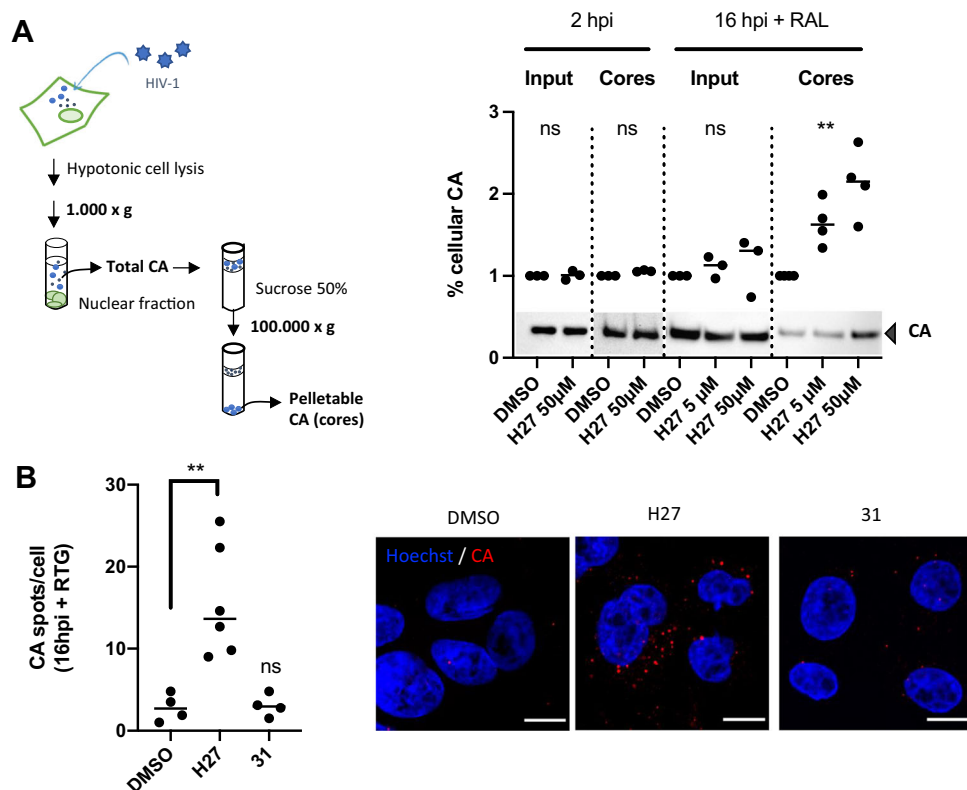 A
HIV-1
Hypotonic cell lysis
1.000 x g
Total CA
Nuclear fraction
Sucrose 50%
100.000 x g
Pelletable
CA (cores)
2 hpi
16 hpi + RAL
Input
Cores
Input
Cores
ns
ns
ns
**
% cellular CA
3
2
1
0
CA
DMSO
H27 50µM
DMSO
H27 50µM
DMSO
H27 5 µM
H27 50µM
DMSO
H27 5 µM
H27 50µM
B
CA spots/cell
(16hpi + RTG)
30
20
10
0
**
ns
DMSO
H27
31
DMSO
H27
31
Hoechst / CA